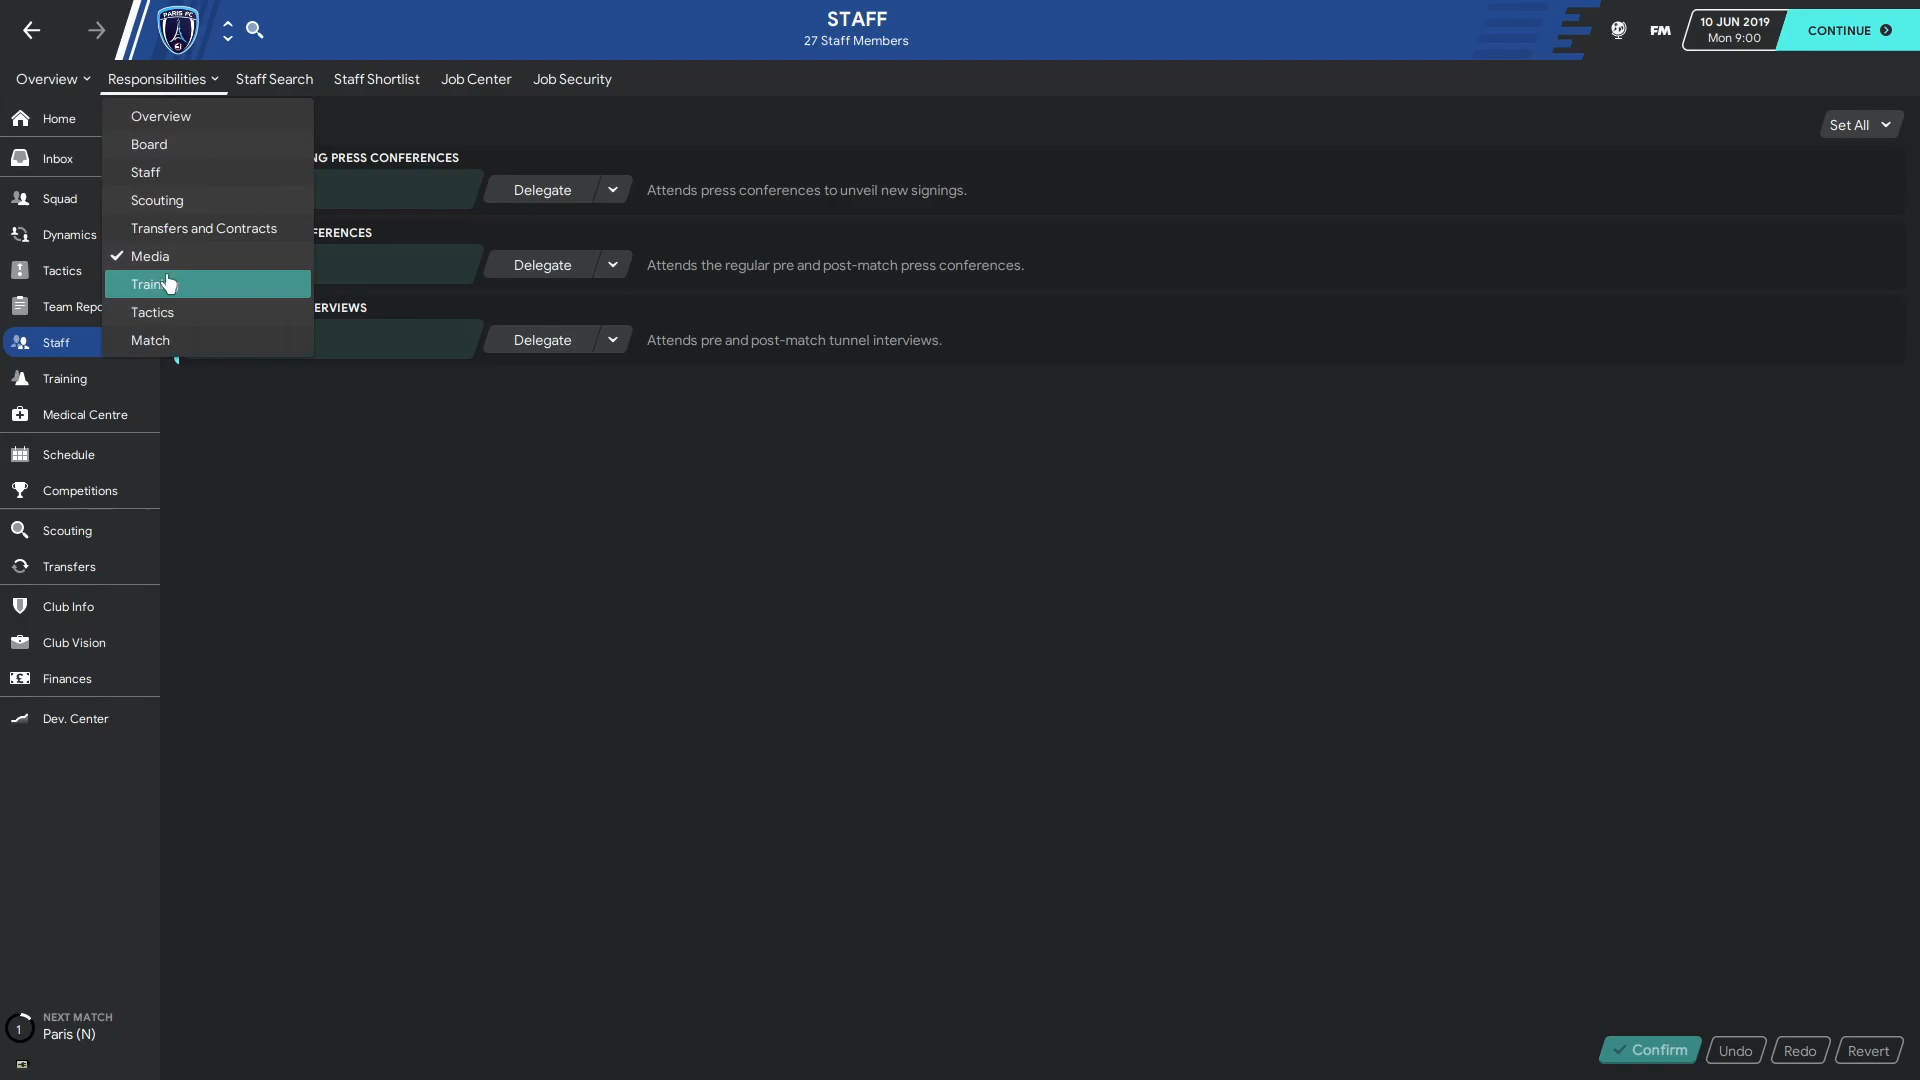 PARIS FC
STAFF
27 Staff Members
FM
10 JUN 2019
Mon 9:00
CONTINUE
Overview
Responsibilities
Staff Search
Staff Shortlist
Job Center
Job Security
Home
Inbox
Squad
Dynamics
Tactics
Team Repo
Staff
Training
Medical Centre
Schedule
Competitions
Scouting
Transfers
Club Info
Club Vision
Finances
Dev. Center
NEXT MATCH
1
Paris (N)
Overview
Board
Staff
Scouting
Transfers and Contracts
Media
Traini
Tactics
Match
Set All
NG PRESS CONFERENCES
Delegate
Attends press conferences to unveil new signings.
FERENCES
Delegate
Attends the regular pre and post-match press conferences.
ERVIEWS
Delegate
Attends pre and post-match tunnel interviews.
Confirm
Undo
Redo
Revert